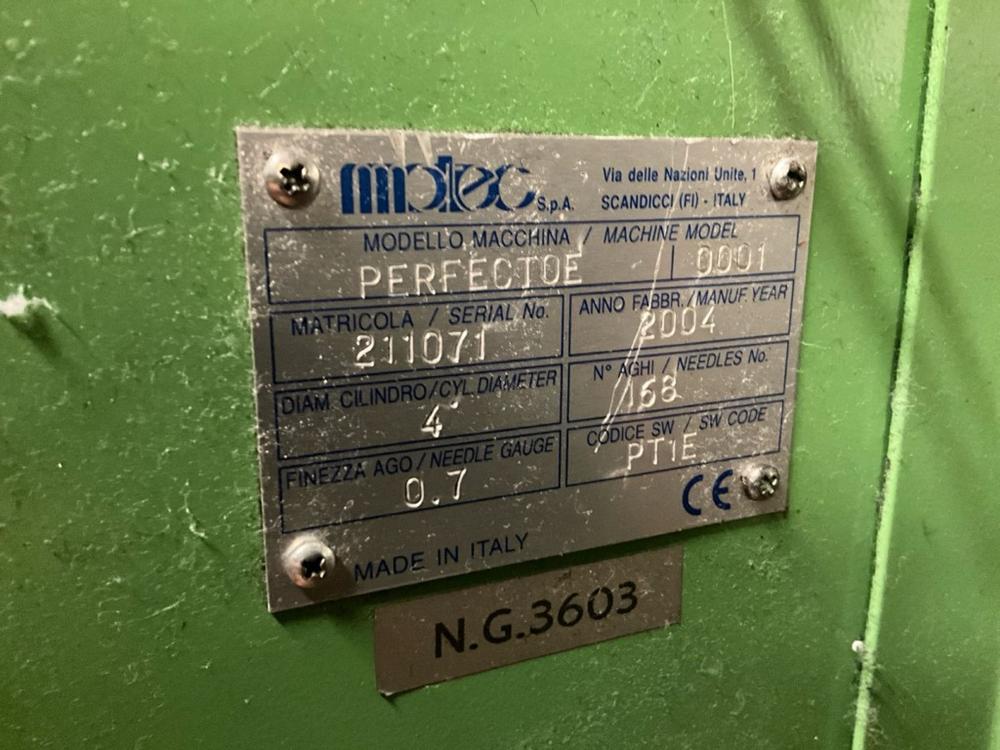 matec S.p.A.
Via delle Nazioni Unite, 1
SCANDICCI (FI) - ITALY
MODELLO MACCHINA / MACHINE MODEL
PERFECTOE 0001
MATRICOLA / SERIAL No.
211071
ANNO FABBR./MANUF. YEAR
2004
DIAM. CILINDRO/CYL.DIAMETER
4"
N° AGHI / NEEDLES No.
168
FINEZZA AGO / NEEDLE GAUGE
0.7
CODICE SW / SW CODE
PT1E
CE
MADE IN ITALY
N.G.3603